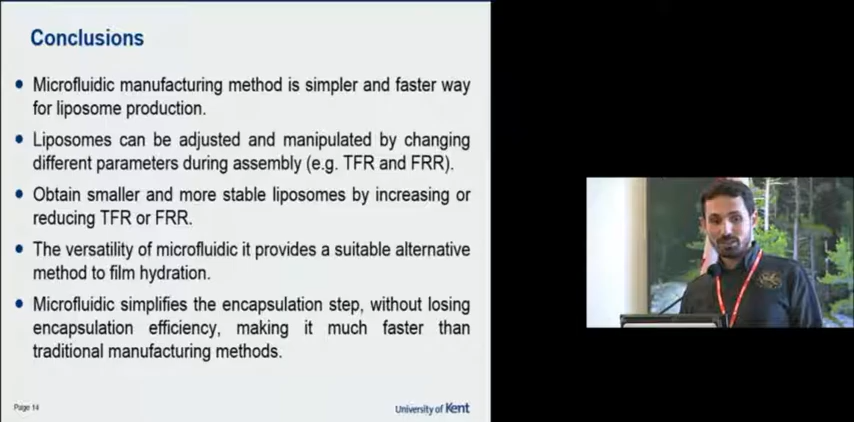 Conclusions
Microfluidic manufacturing method is simpler and faster way
for liposome production.
Liposomes can be adjusted and manipulated by changing
different parameters during assembly (e.g. TFR and FRR).
Obtain smaller and more stable liposomes by increasing or
reducing TFR or FRR.
The versatility of microfluidic it provides a suitable alternative
method to film hydration.
Microfluidic simplifies the encapsulation step, without losing
encapsulation efficiency, making it much faster than
traditional manufacturing methods.
Page 14
University of Kent